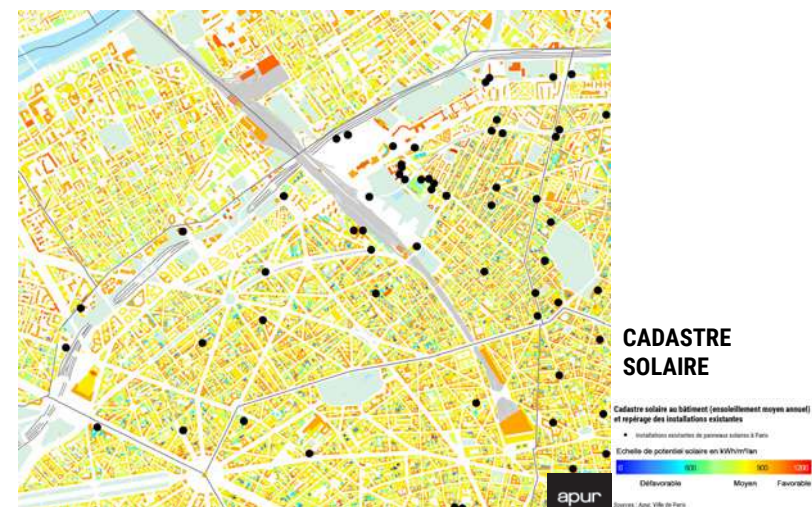 CADASTRE
SOLAIRE
Cadastre solaire au bâtiment (ensoleillement moyen annuel)
et repérage des installations existantes
Installations existantes de panneaux solaires à Paris
Echelle de potentiel solaire en kWh/m²/an
0 600 900 1200
Défavorable Moyen Favorable
Sources : Apur, Ville de Paris
apur